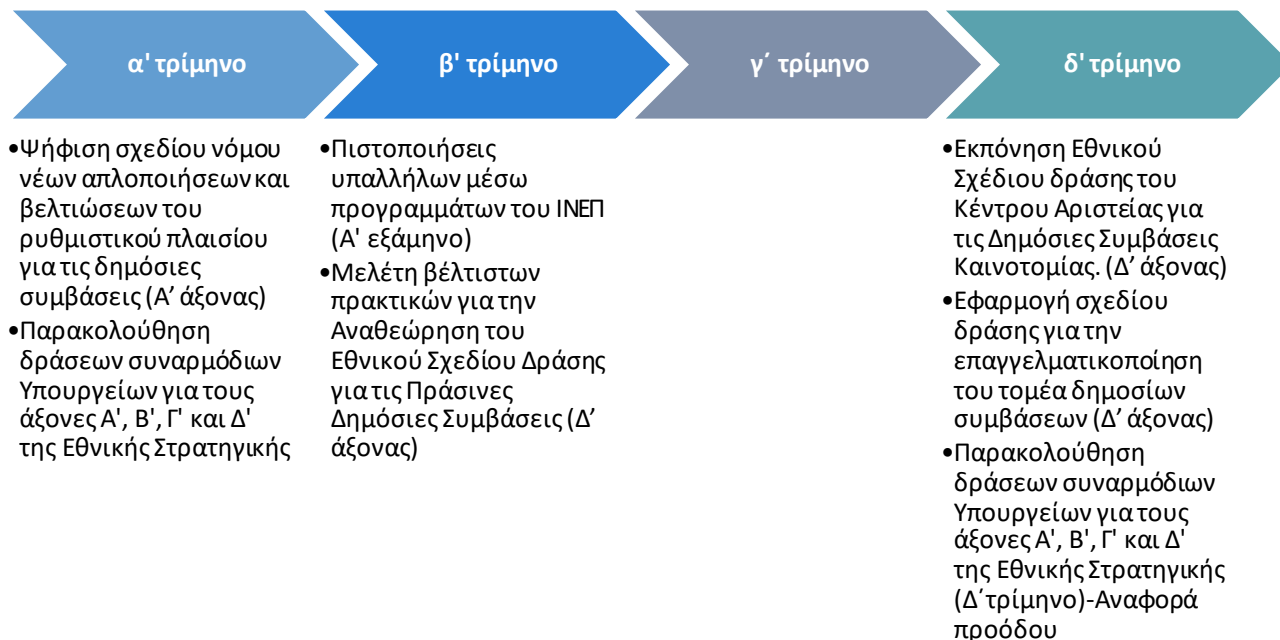 α' τρίμηνο
β' τρίμηνο
γ΄ τρίμηνο
δ' τρίμηνο
•Ψήφιση σχεδίου νόμου
νέων απλοποιήσεων και
βελτιώσεων του
ρυθμιστικού πλαισίου
για τις δημόσιες
συμβάσεις (Α’ άξονας)
•Παρακολούθηση
δράσεων συναρμόδιων
Υπουργείων για τους
άξονες Α', Β', Γ' και Δ'
της Εθνικής Στρατηγικής
•Πιστοποιήσεις
υπαλλήλων μέσω
προγραμμάτων του ΙΝΕΠ
(Α' εξάμηνο)
•Μελέτη βέλτιστων
πρακτικών για την
Αναθεώρηση του
Εθνικού Σχεδίου Δράσης
για τις Πράσινες
Δημόσιες Συμβάσεις (Δ’
άξονας)
•Εκπόνηση Εθνικού
Σχέδιου δράσης του
Κέντρου Αριστείας για
τις Δημόσιες Συμβάσεις
Καινοτομίας. (Δ’ άξονας)
•Εφαρμογή σχεδίου
δράσης για την
επαγγελματικοποίηση
του τομέα δημοσίων
συμβάσεων (Δ’ άξονας)
•Παρακολούθηση
δράσεων συναρμόδιων
Υπουργείων για τους
άξονες Α', Β', Γ' και Δ'
της Εθνικής Στρατηγικής
(Δ΄ τρίμηνο)-Αναφορά
προόδου